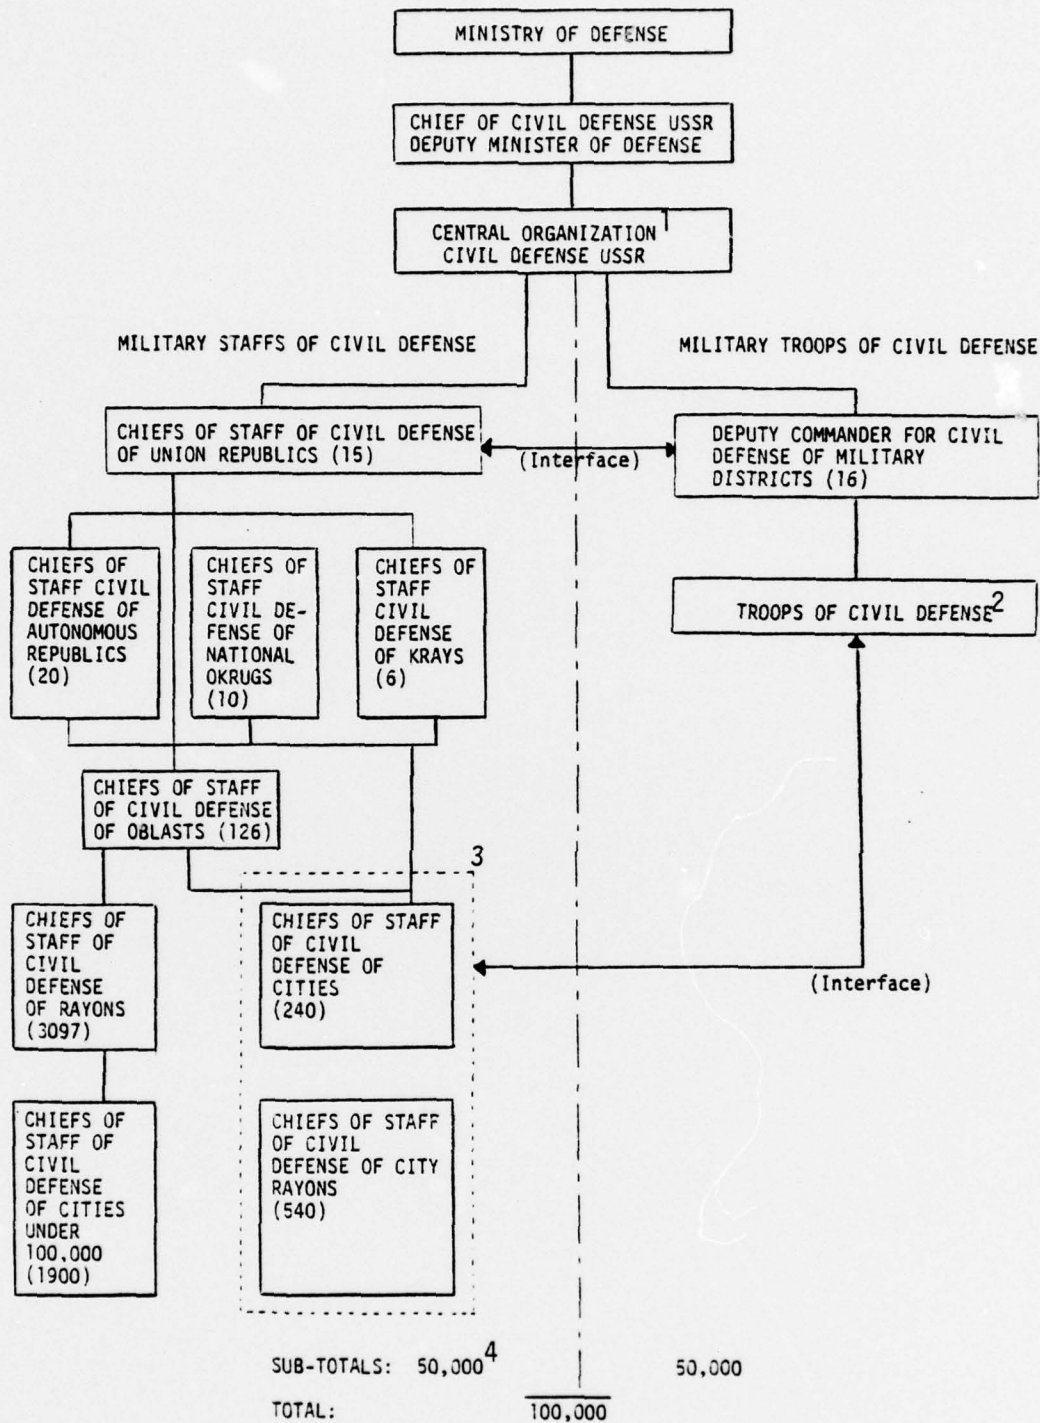 MINISTRY OF DEFENSE
CHIEF OF CIVIL DEFENSE USSR
DEPUTY MINISTER OF DEFENSE
CENTRAL ORGANIZATION 1
CIVIL DEFENSE USSR
MILITARY STAFFS OF CIVIL DEFENSE
MILITARY TROOPS OF CIVIL DEFENSE
CHIEFS OF STAFF OF CIVIL DEFENSE
OF UNION REPUBLICS (15)
(Interface)
DEPUTY COMMANDER FOR CIVIL
DEFENSE OF MILITARY
DISTRICTS (16)
CHIEFS OF
STAFF CIVIL
DEFENSE OF
AUTONOMOUS
REPUBLICS
(20)
CHIEFS OF
STAFF
CIVIL DE-
FENSE OF
NATIONAL
OKRUGS
(10)
CHIEFS OF
STAFF
CIVIL
DEFENSE
OF KRAYS
(6)
TROOPS OF CIVIL DEFENSE 2
CHIEFS OF STAFF
OF CIVIL DEFENSE
OF OBLASTS (126)
3
CHIEFS OF
STAFF OF
CIVIL
DEFENSE
OF RAYONS
(3097)
CHIEFS OF STAFF
OF CIVIL
DEFENSE OF
CITIES
(240)
(Interface)
CHIEFS OF
STAFF OF
CIVIL
DEFENSE
OF CITIES
UNDER
100,000
(1900)
CHIEFS OF STAFF
OF CIVIL
DEFENSE OF CITY
RAYONS
(540)
SUB-TOTALS: 50,000 4 50,000
TOTAL: 100,000